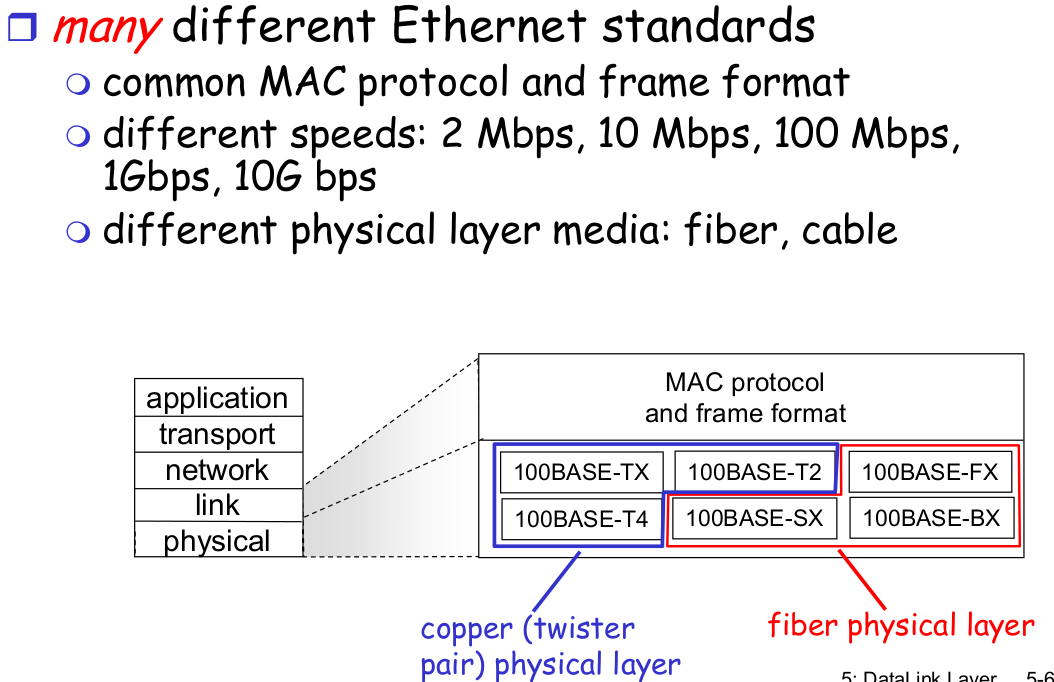 many different Ethernet standards
common MAC protocol and frame format
different speeds: 2 Mbps, 10 Mbps, 100 Mbps,
1Gbps, 10G bps
different physical layer media: fiber, cable
application
transport
network
link
physical
MAC protocol
and frame format
100BASE-TX
100BASE-T2
100BASE-FX
100BASE-T4
100BASE-SX
100BASE-BX
copper (twister
pair) physical layer
fiber physical layer
5: DataLink Layer 5-6